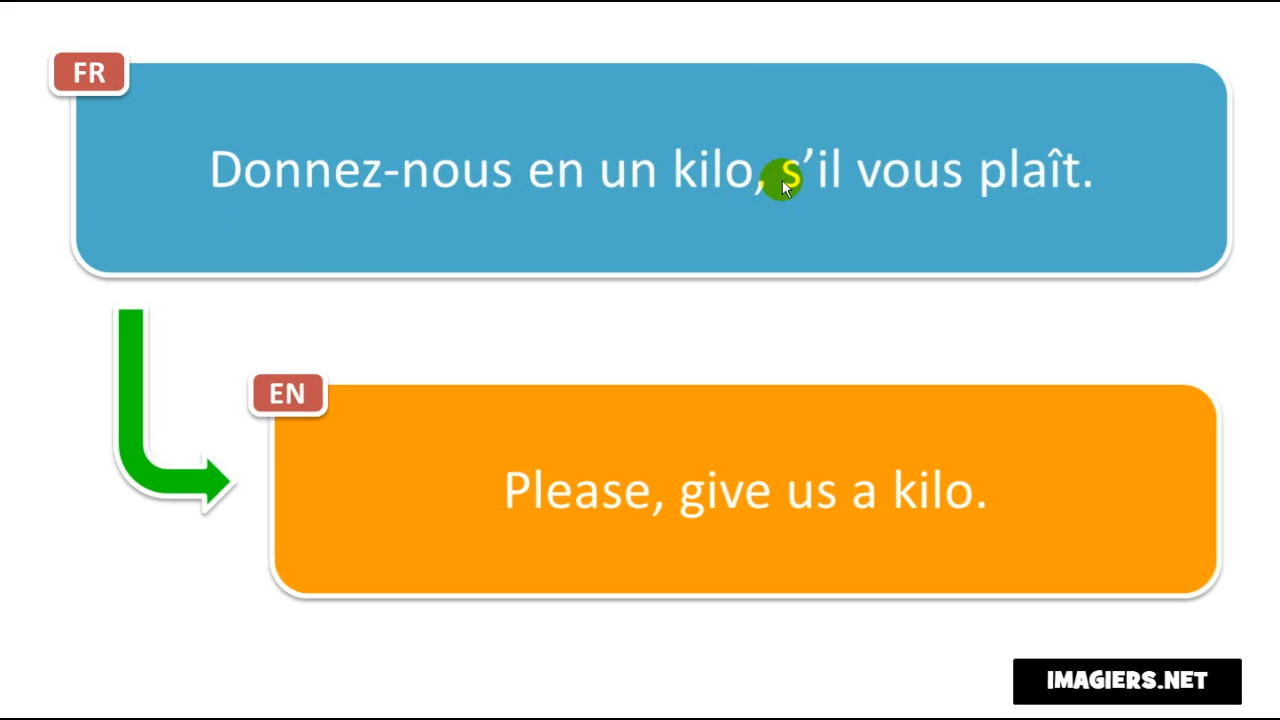 FR
Donnez-nous en un kilo, s’il vous plaît.
EN
Please, give us a kilo.
IMAGIERS.NET